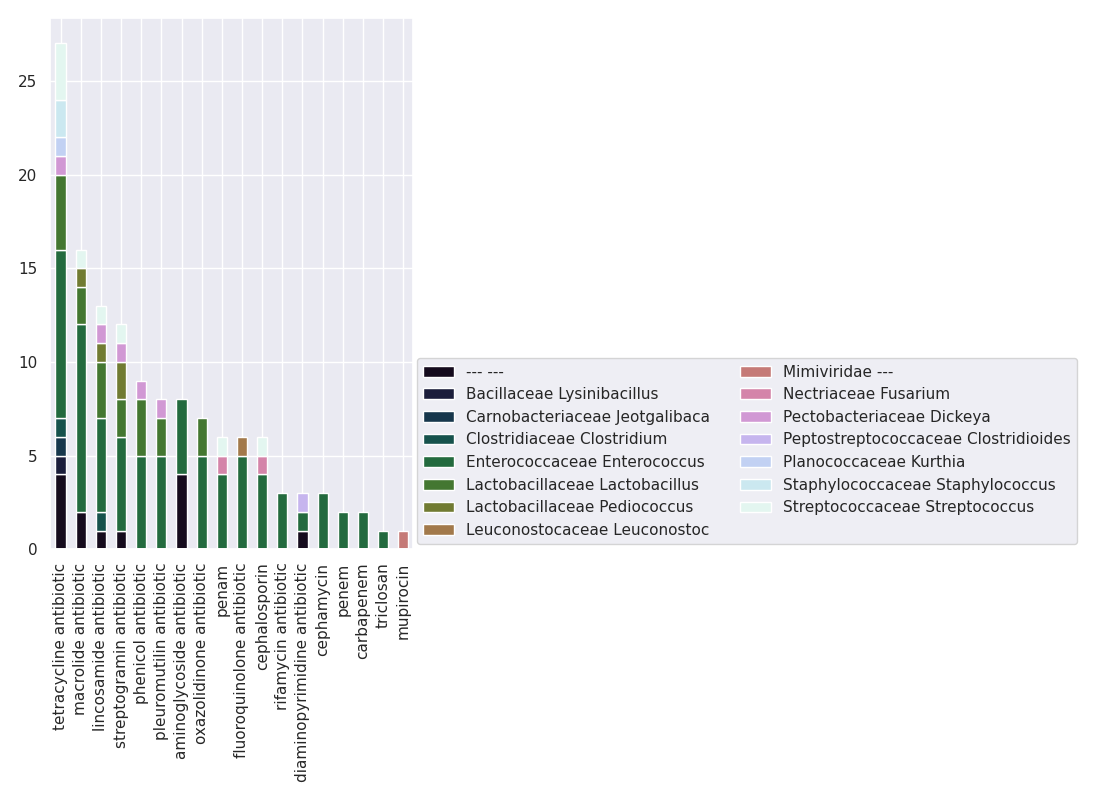 25
20
15
10
5
0
tetracycline antibiotic
macrolide antibiotic
lincosamide antibiotic
streptogramin antibiotic
phenicol antibiotic
pleuromutilin antibiotic
aminoglycoside antibiotic
oxazolidinone antibiotic
penam
fluoroquinolone antibiotic
cephalosporin
rifamycin antibiotic
diaminopyrimidine antibiotic
cephamycin
penem
carbapenem
triclosan
mupirocin
--- ---
Bacillaceae Lysinibacillus
Carnobacteriaceae Jeotgalibaca
Clostridiaceae Clostridium
Enterococcaceae Enterococcus
Lactobacillaceae Lactobacillus
Lactobacillaceae Pediococcus
Leuconostocaceae Leuconostoc
Mimiviridae ---
Nectriaceae Fusarium
Pectobacteriaceae Dickeya
Peptostreptococcaceae Clostridioides
Planococcaceae Kurthia
Staphylococcaceae Staphylococcus
Streptococcaceae Streptococcus